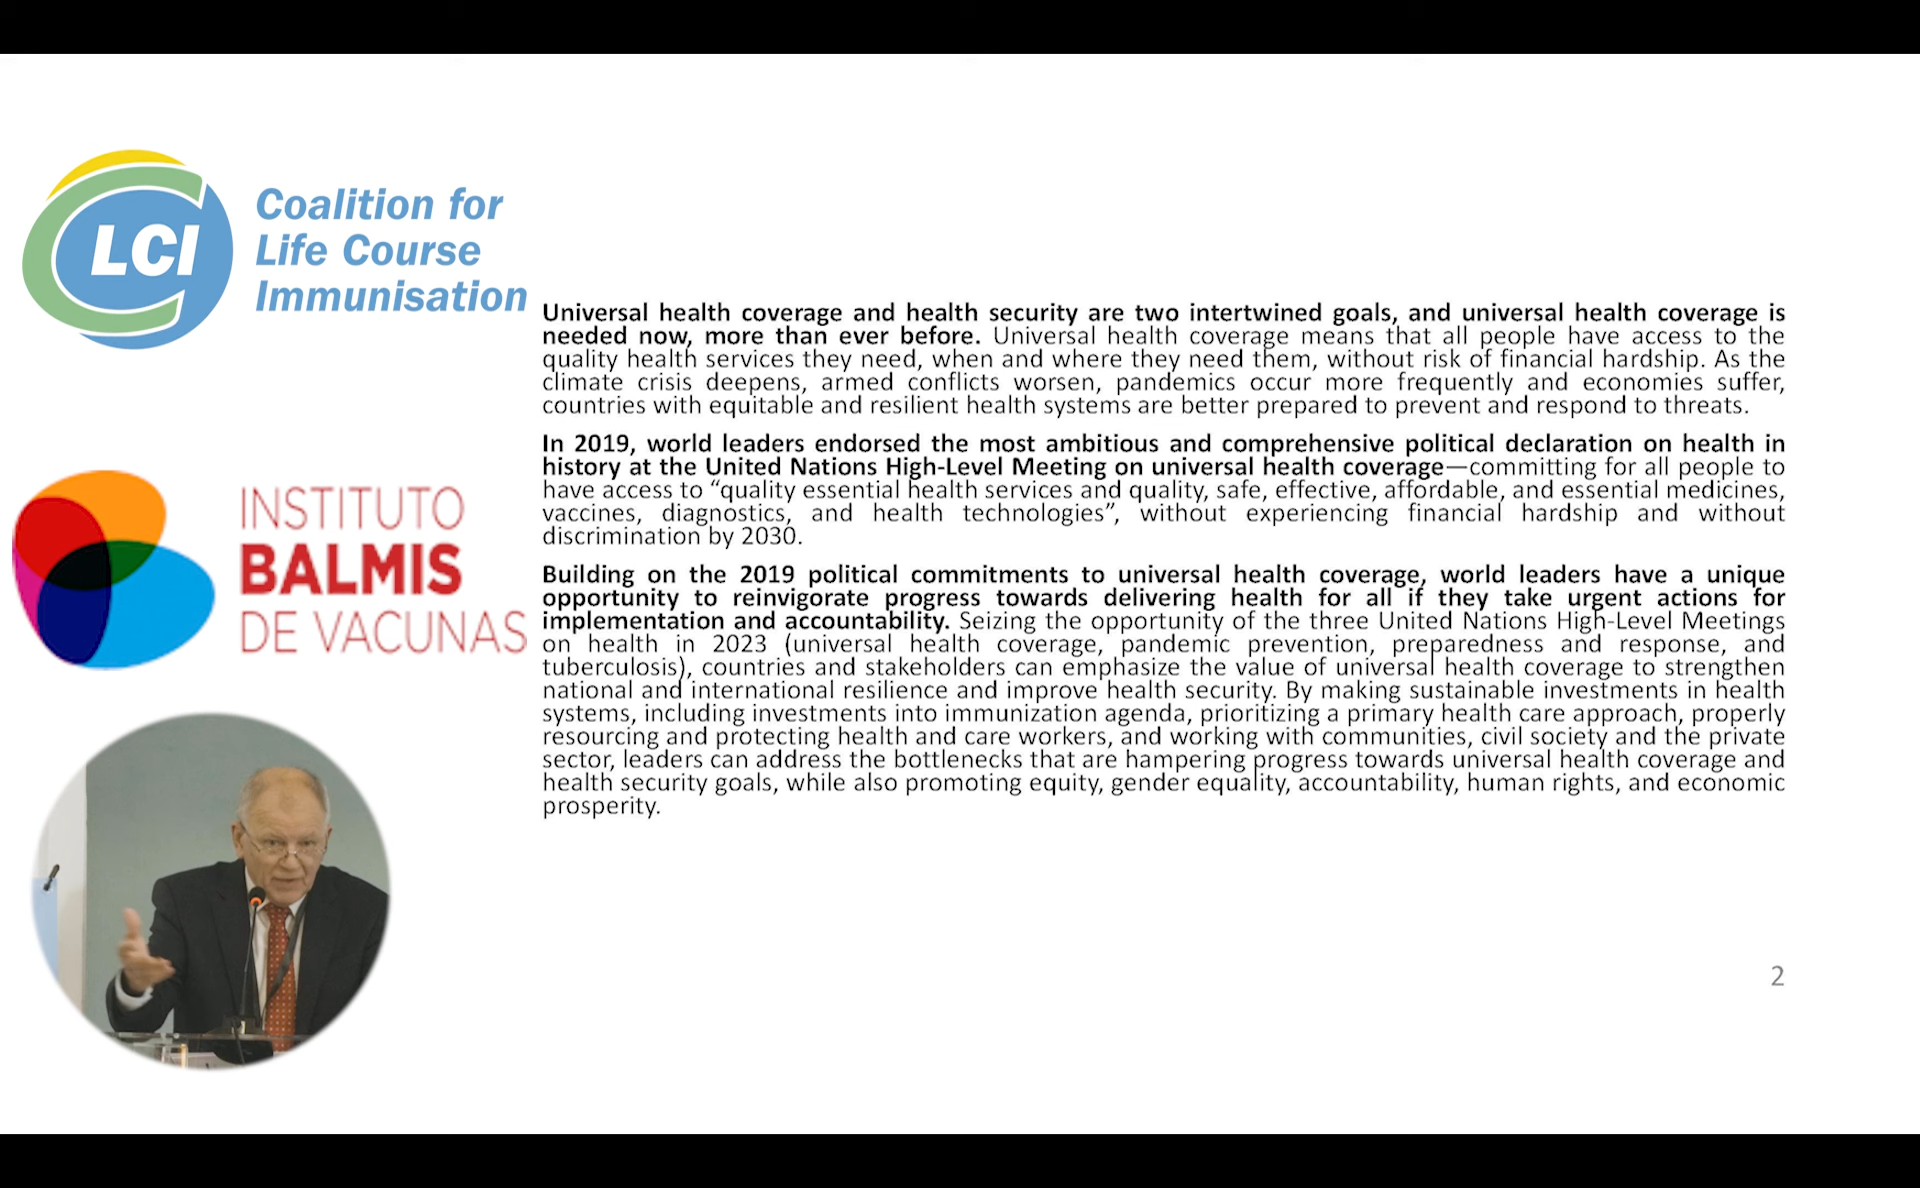 LCI
Coalition for
Life Course
Immunisation
INSTITUTO
BALMIS
DE VACUNAS
Universal health coverage and health security are two intertwined goals, and universal health coverage is
needed now, more than ever before. Universal health coverage means that all people have access to the
quality health services they need, when and where they need them, without risk of financial hardship. As the
climate crisis deepens, armed conflicts worsen, pandemics occur more frequently and economies suffer,
countries with equitable and resilient health systems are better prepared to prevent and respond to threats.
In 2019, world leaders endorsed the most ambitious and comprehensive political declaration on health in
history at the United Nations High-Level Meeting on universal health coverage—committing for all people to
have access to “quality essential health services and quality, safe, effective, affordable, and essential medicines,
vaccines, diagnostics, and health technologies”, without experiencing financial hardship and without
discrimination by 2030.
Building on the 2019 political commitments to universal health coverage, world leaders have a unique
opportunity to reinvigorate progress towards delivering health for all if they take urgent actions for
implementation and accountability. Seizing the opportunity of the three United Nations High-Level Meetings
on health in 2023 (universal health coverage, pandemic prevention, preparedness and response, and
tuberculosis), countries and stakeholders can emphasize the value of universal health coverage to strengthen
national and international resilience and improve health security. By making sustainable investments in health
systems, including investments into immunization agenda, prioritizing a primary health care approach, properly
resourcing and protecting health and care workers, and working with communities, civil society and the private
sector, leaders can address the bottlenecks that are hampering progress towards universal health coverage and
health security goals, while also promoting equity, gender equality, accountability, human rights, and economic
prosperity.
2